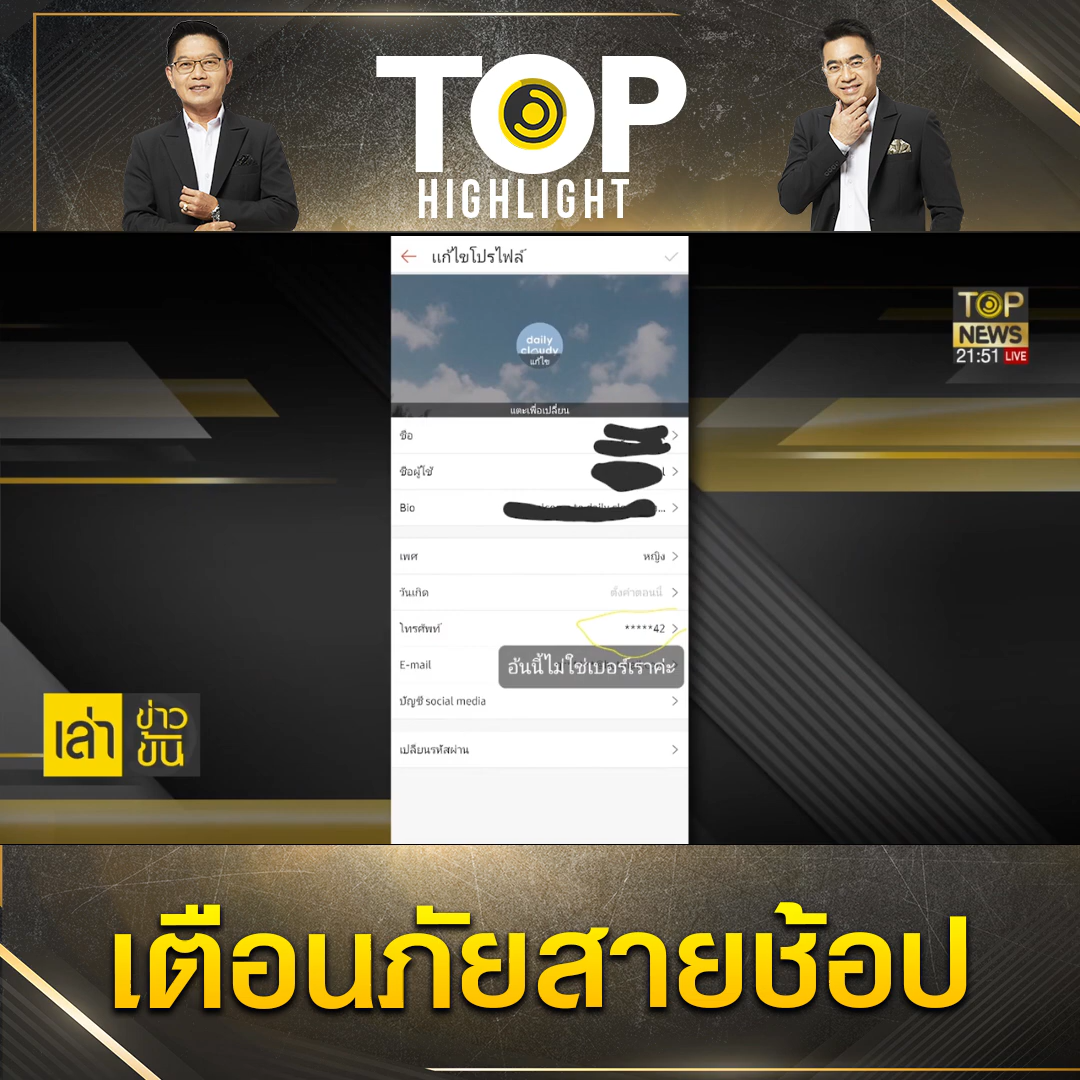 TOP
HIGHLIGHT
แก้ไขโปรไฟล์
daily
cloudy
แก้ไข
แตะเพื่อเปลี่ยน
TOP
NEWS
21:51 LIVE
ชื่อ
ชื่อผู้ใช้
Bio
เพศ หญิง
วันเกิด ตั้งค่าตอนนี้
โทรศัพท์ *****42
E-mail
อันนี้ไม่ใช่เบอร์เราค่ะ
บัญชี social media
เปลี่ยนรหัสผ่าน
เล่า
ข่าว
ข้น
เตือนภัยสายช้อป